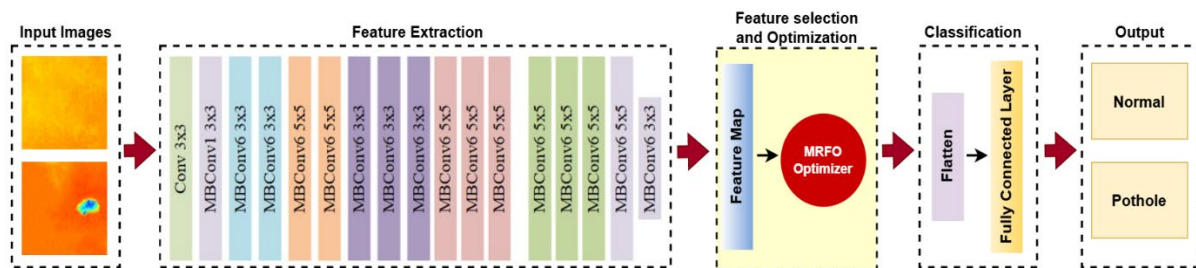 Input Images
Feature Extraction
Conv 3x3
MBConv1 3x3
MBConv6 3x3
MBConv6 3x3
MBConv6 5x5
MBConv6 5x5
MBConv6 3x3
MBConv6 3x3
MBConv6 3x3
MBConv6 5x5
MBConv6 5x5
MBConv6 5x5
MBConv6 5x5
MBConv6 5x5
MBConv6 5x5
MBConv6 5x5
MBConv6 3x3
Feature selection
and Optimization
Feature Map
MRFO
Optimizer
Classification
Flatten
Fully Connected Layer
Output
Normal
Pothole